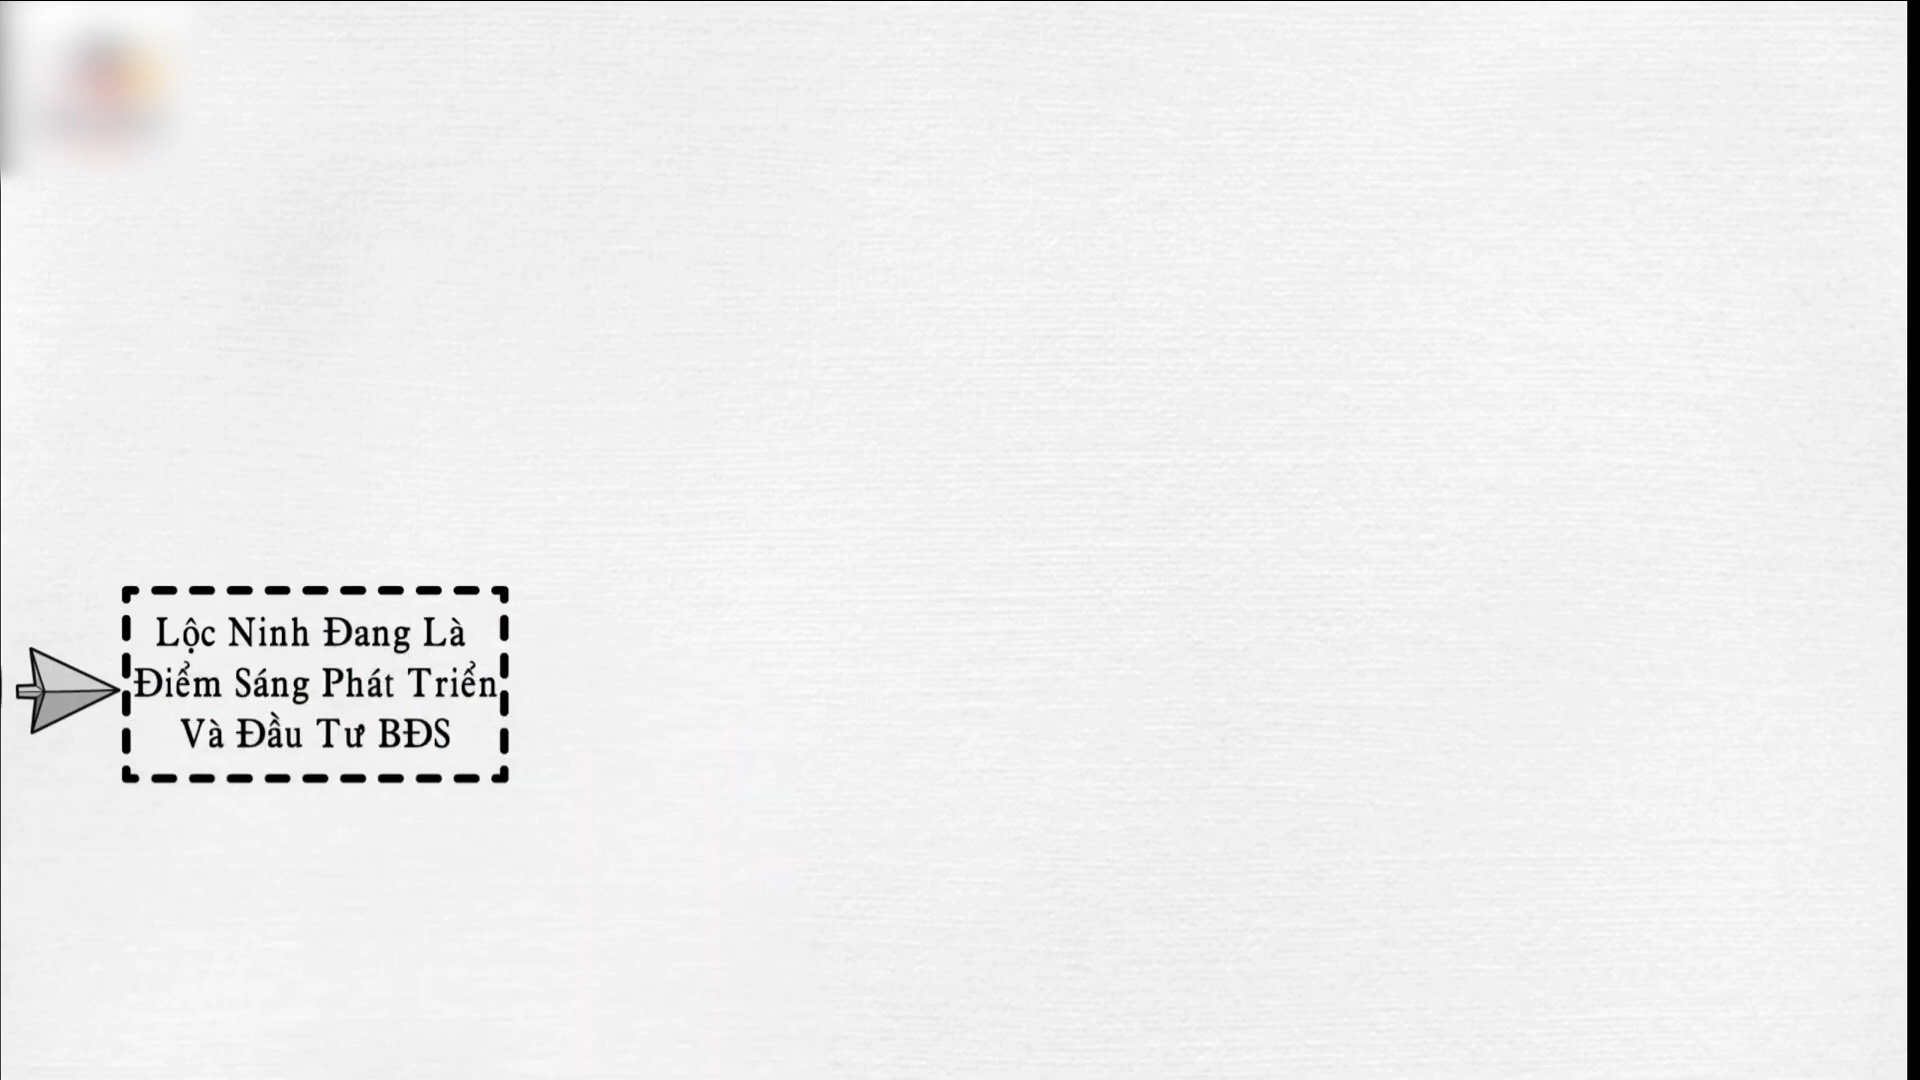 Lộc Ninh Đang Là
Điểm Sáng Phát Triển
Và Đầu Tư BĐS